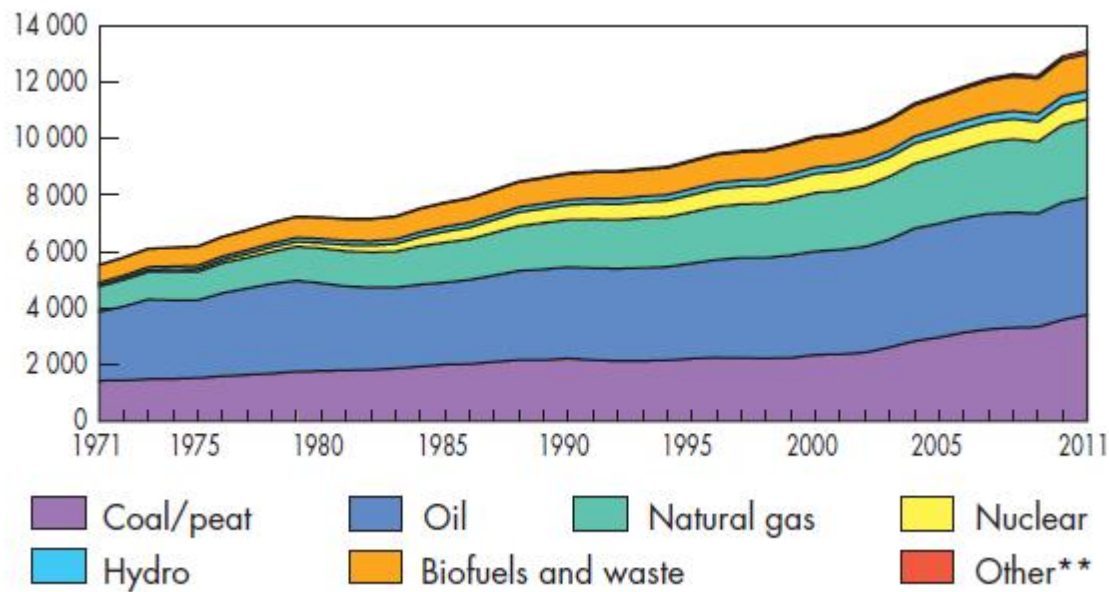 14 000
12 000
10 000
8 000
6 000
4 000
2 000
0
1971 1975 1980 1985 1990 1995 2000 2005 2011
Coal/peat Oil Natural gas Nuclear
Hydro Biofuels and waste Other**